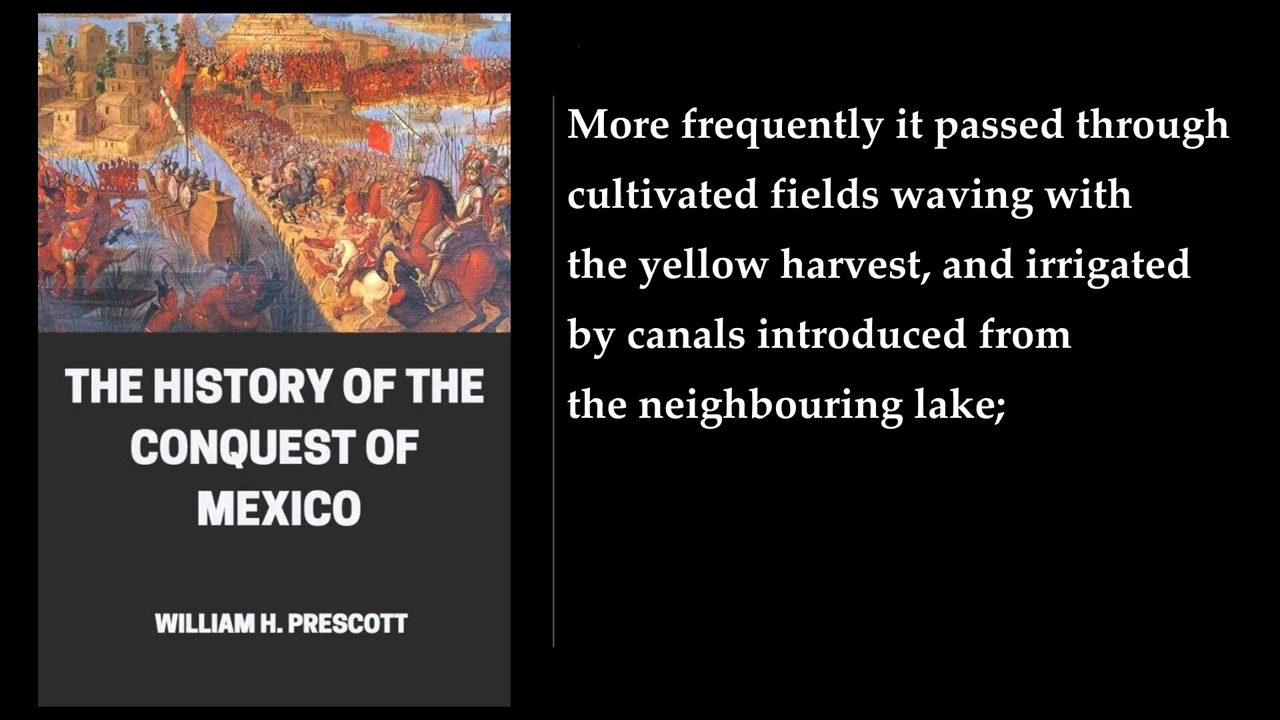 THE HISTORY OF THE
CONQUEST OF
MEXICO
WILLIAM H. PRESCOTT
More frequently it passed through
cultivated fields waving with
the yellow harvest, and irrigated
by canals introduced from
the neighbouring lake;